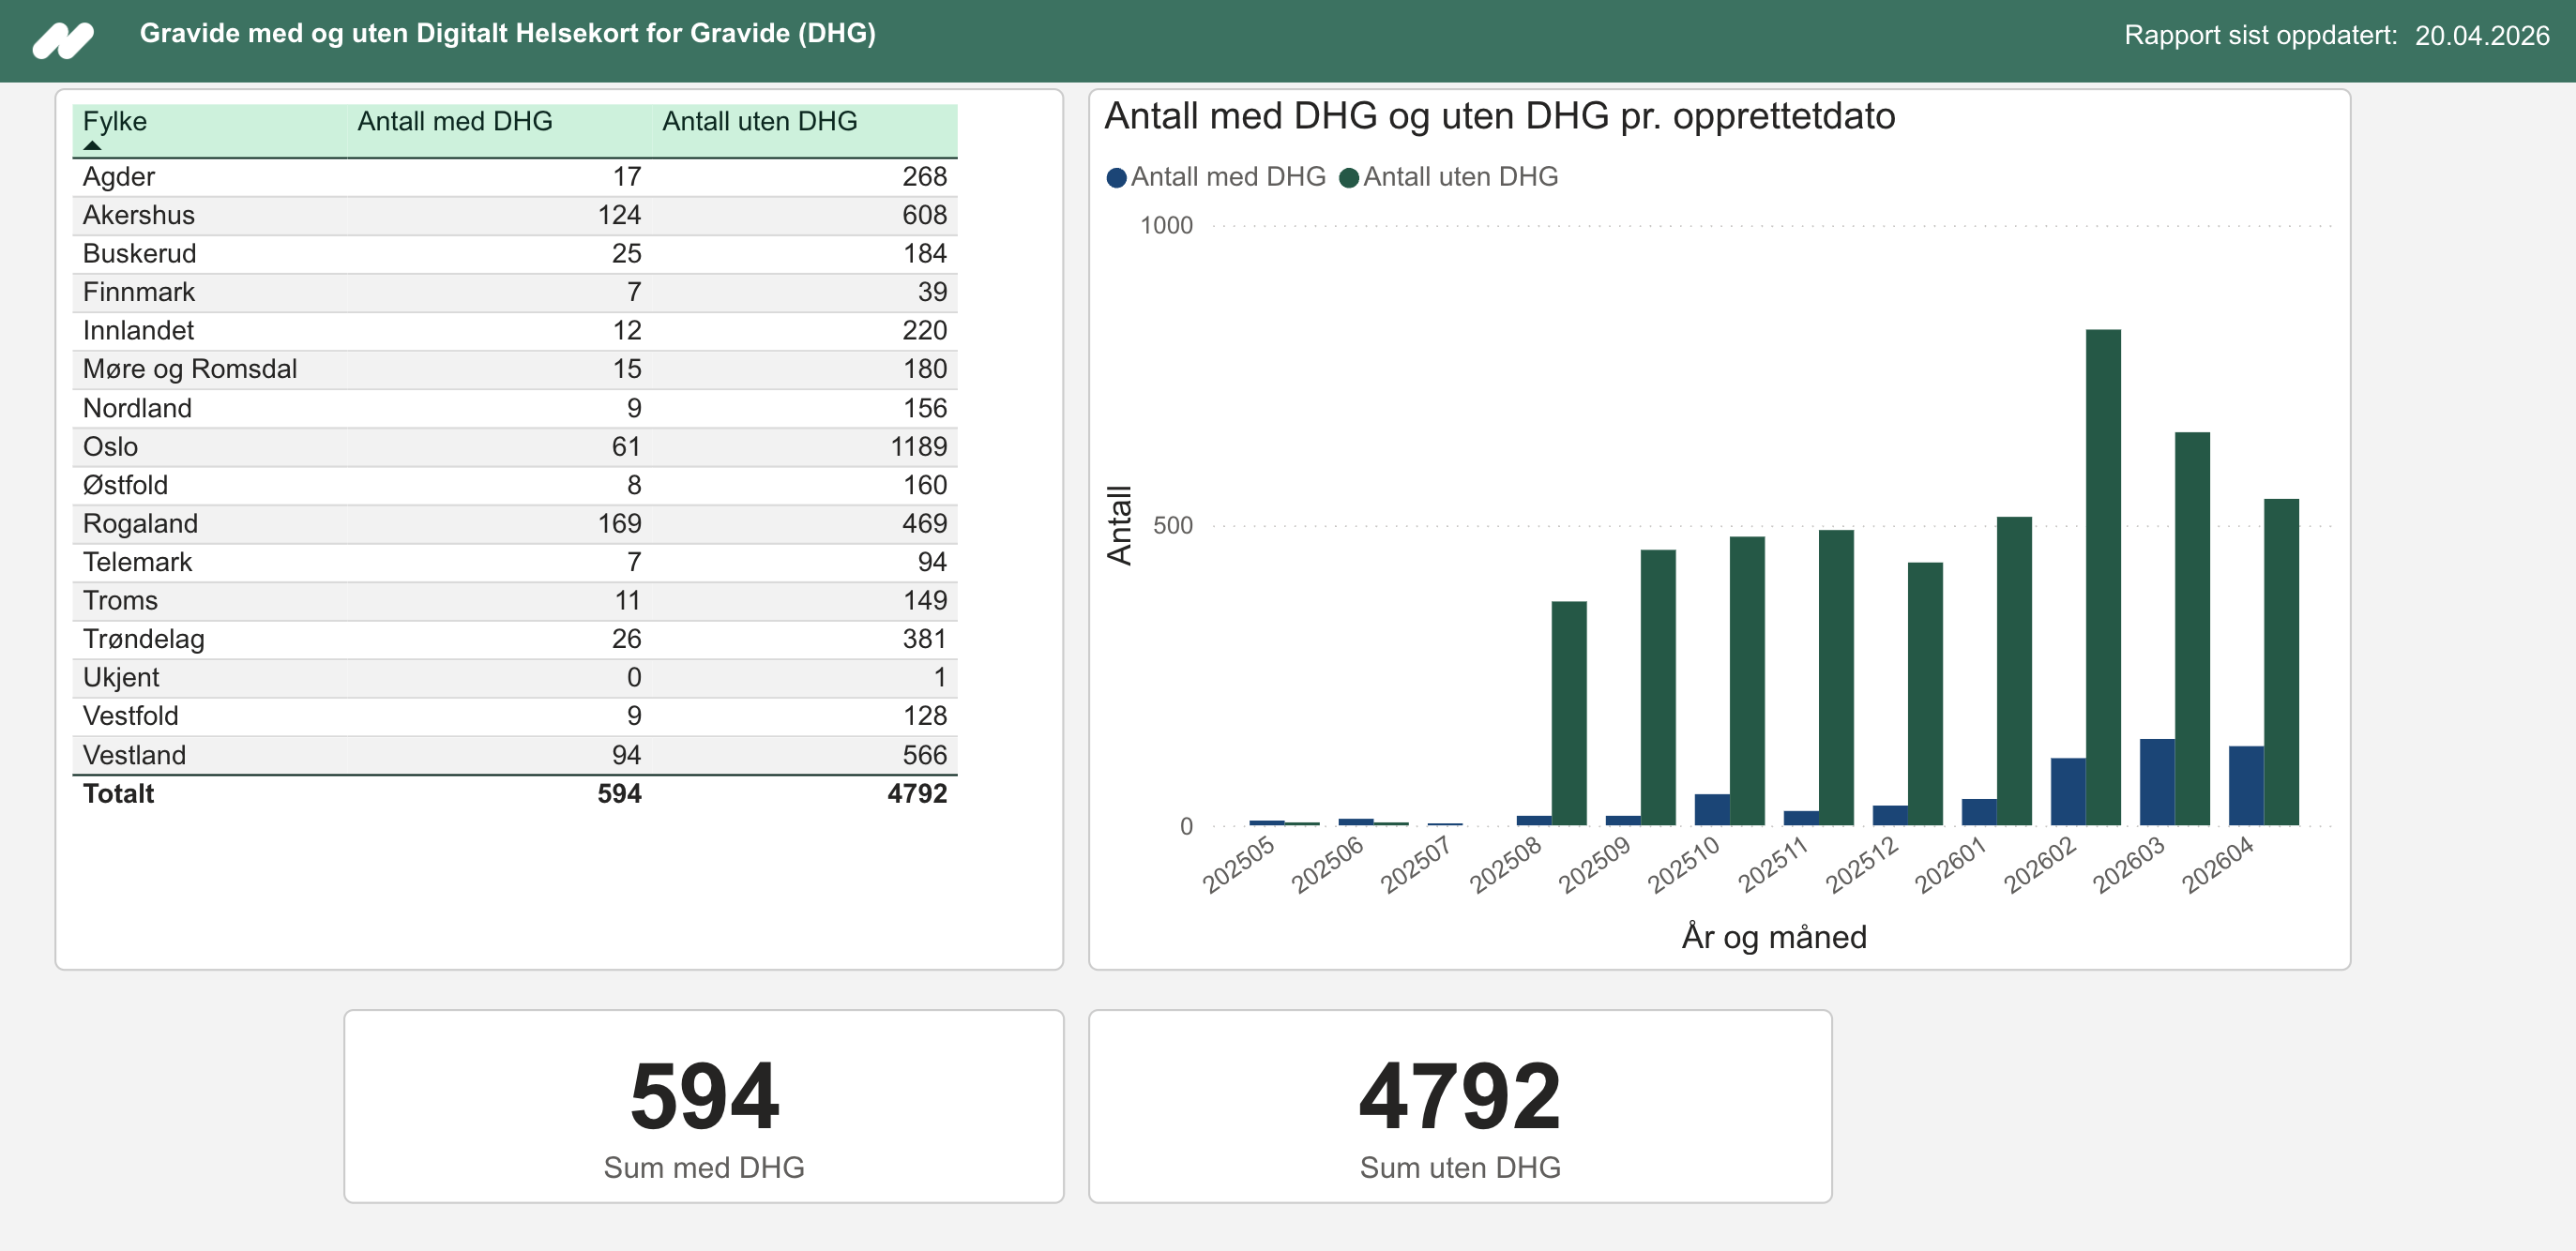 Gravide med og uten Digitalt Helsekort for Gravide (DHG)
Rapport sist oppdatert: 20.04.2026
Fylke Antall med DHG Antall uten DHG
Agder 17 268
Akershus 124 608
Buskerud 25 184
Finnmark 7 39
Innlandet 12 220
Møre og Romsdal 15 180
Nordland 9 156
Oslo 61 1189
Østfold 8 160
Rogaland 169 469
Telemark 7 94
Troms 11 149
Trøndelag 26 381
Ukjent 0 1
Vestfold 9 128
Vestland 94 566
Totalt 594 4792
Antall med DHG og uten DHG pr. opprettetdato
Antall med DHG Antall uten DHG
1000
500
0
Antall
202505 202506 202507 202508 202509 202510 202511 202512 202601 202602 202603 202604
År og måned
594
Sum med DHG
4792
Sum uten DHG